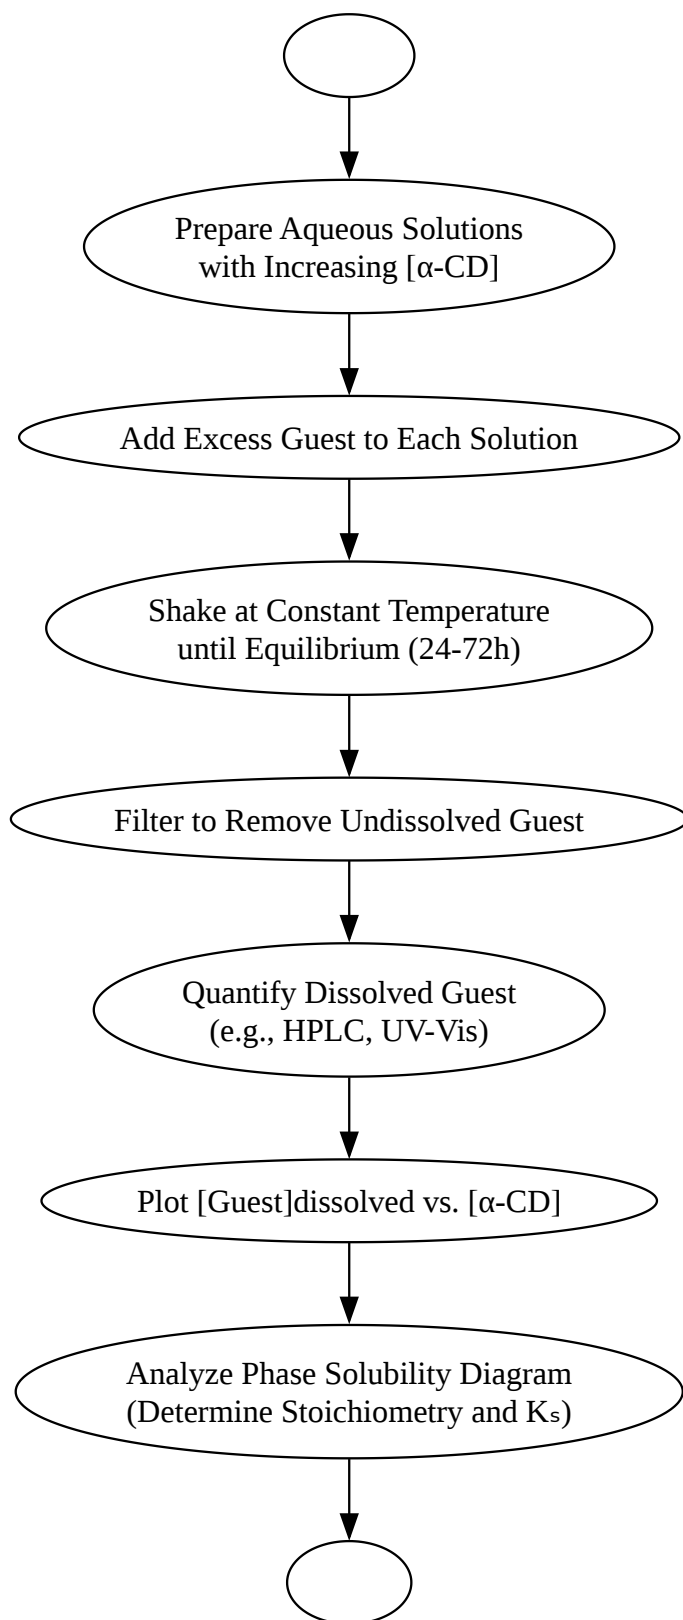 Prepare Aqueous Solutions
with Increasing [α-CD]
Add Excess Guest to Each Solution
Shake at Constant Temperature
until Equilibrium (24-72h)
Filter to Remove Undissolved Guest
Quantify Dissolved Guest
(e.g., HPLC, UV-Vis)
Plot [Guest]dissolved vs. [α-CD]
Analyze Phase Solubility Diagram
(Determine Stoichiometry and Kₛ)